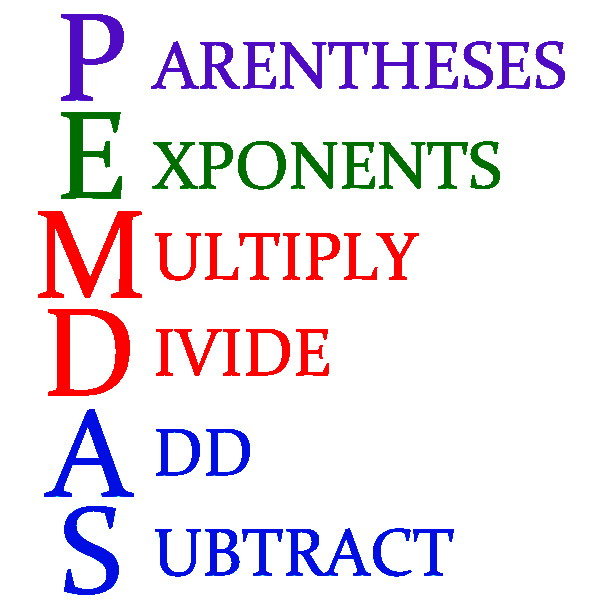 PARENTHESES
EXPONENTS
MULTIPLY
DIVIDE
ADD
SUBTRACT